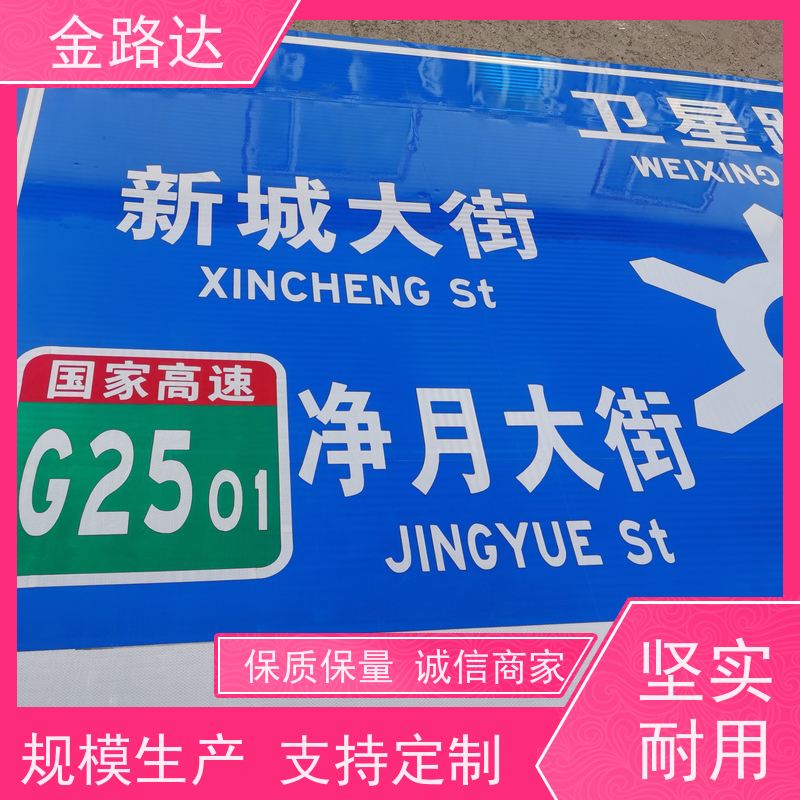 金路达
卫星路
WEIXING
新城大街
XINCHENG St
国家高速
G2501
净月大街
JINGYUE St
保质保量 诚信商家
坚实
耐用
规模生产 支持定制